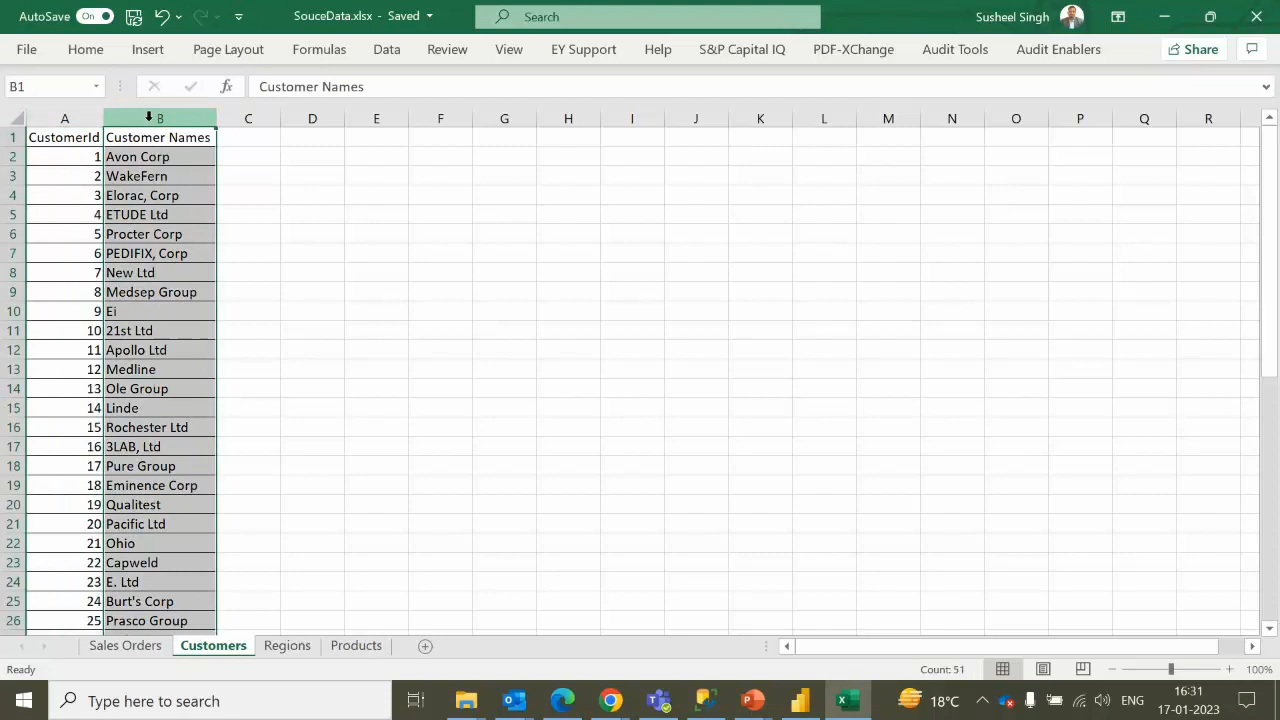 AutoSave On SouceData.xlsx - Saved Search Susheel Singh
File Home Insert Page Layout Formulas Data Review View EY Support Help S&P Capital IQ PDF-XChange Audit Tools Audit Enablers Share
B1 fx Customer Names
A B C D E F G H I J K L M N O P Q R
1 CustomerId Customer Names
2 1 Avon Corp
3 2 WakeFern
4 3 Elorac, Corp
5 4 ETUDE Ltd
6 5 Procter Corp
7 6 PEDIFIX, Corp
8 7 New Ltd
9 8 Medsep Group
10 9 Ei
11 10 21st Ltd
12 11 Apollo Ltd
13 12 Medline
14 13 Ole Group
15 14 Linde
16 15 Rochester Ltd
17 16 3LAB, Ltd
18 17 Pure Group
19 18 Eminence Corp
20 19 Qualitest
21 20 Pacific Ltd
22 21 Ohio
23 22 Capweld
24 23 E. Ltd
25 24 Burt's Corp
26 25 Prasco Group
Sales Orders Customers Regions Products
Ready Count: 51 100%
Type here to search 18°C ENG 16:31
17-01-2023